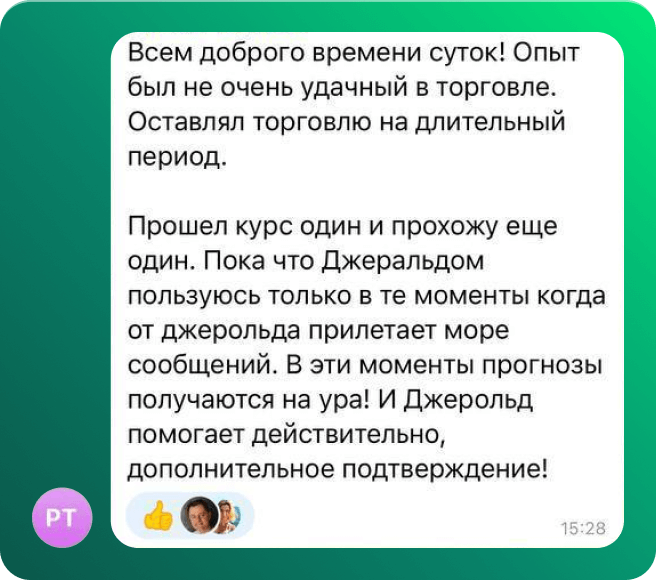 Всем доброго времени суток! Опыт
был не очень удачный в торговле.
Оставлял торговлю на длительный
период.
Прошел курс один и прохожу еще
один. Пока что Джеральдом
пользуюсь только в те моменты когда
от джерольда прилетает море
сообщений. В эти моменты прогнозы
получаются на ура! И Джерольд
помогает действительно,
дополнительное подтверждение!
РТ
15:28